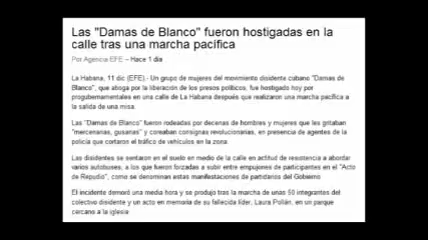 Las "Damas de Blanco" fueron hostigadas en la
calle tras una marcha pacífica
Por Agencia EFE – Hace 1 día
La Habana, 11 dic (EFE).- Un grupo de mujeres del movimiento disidente cubano "Damas
de Blanco", que aboga por la liberación de los presos políticos, fue hostigado hoy por
progubernamentales en una calle de La Habana después que realizaron una marcha pacífica a
la salida de una misa.
Las "Damas de Blanco" fueron rodeadas por decenas de hombres y mujeres que les gritaban
"mercenarias, gusanas" y coreaban consignas revolucionarias, en presencia de agentes de la
policía que cortaron el tráfico de vehículos en la zona.
Las disidentes se sentaron en el suelo en medio de la calle en actitud de resistencia a abordar
varios autobuses, a los que fueron forzadas a subir entre empujones de participantes en el "Acto
de Repudio", como se denominan estas manifestaciones de partidarios del Gobierno
El incidente demoró una media hora y se produjo tras la marcha de unas 50 integrantes del
colectivo disidente y un acto en memoria de su fallecida líder, Laura Pollán, en un parque
cercano a la iglesia